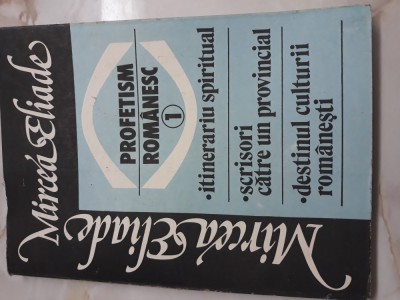 Mircea Eliade
PROFETISM
ROMÂNESC
1
•itinerariu spiritual
•scrisori
către un provincial
•destinul culturii
românești
Mircea Eliade